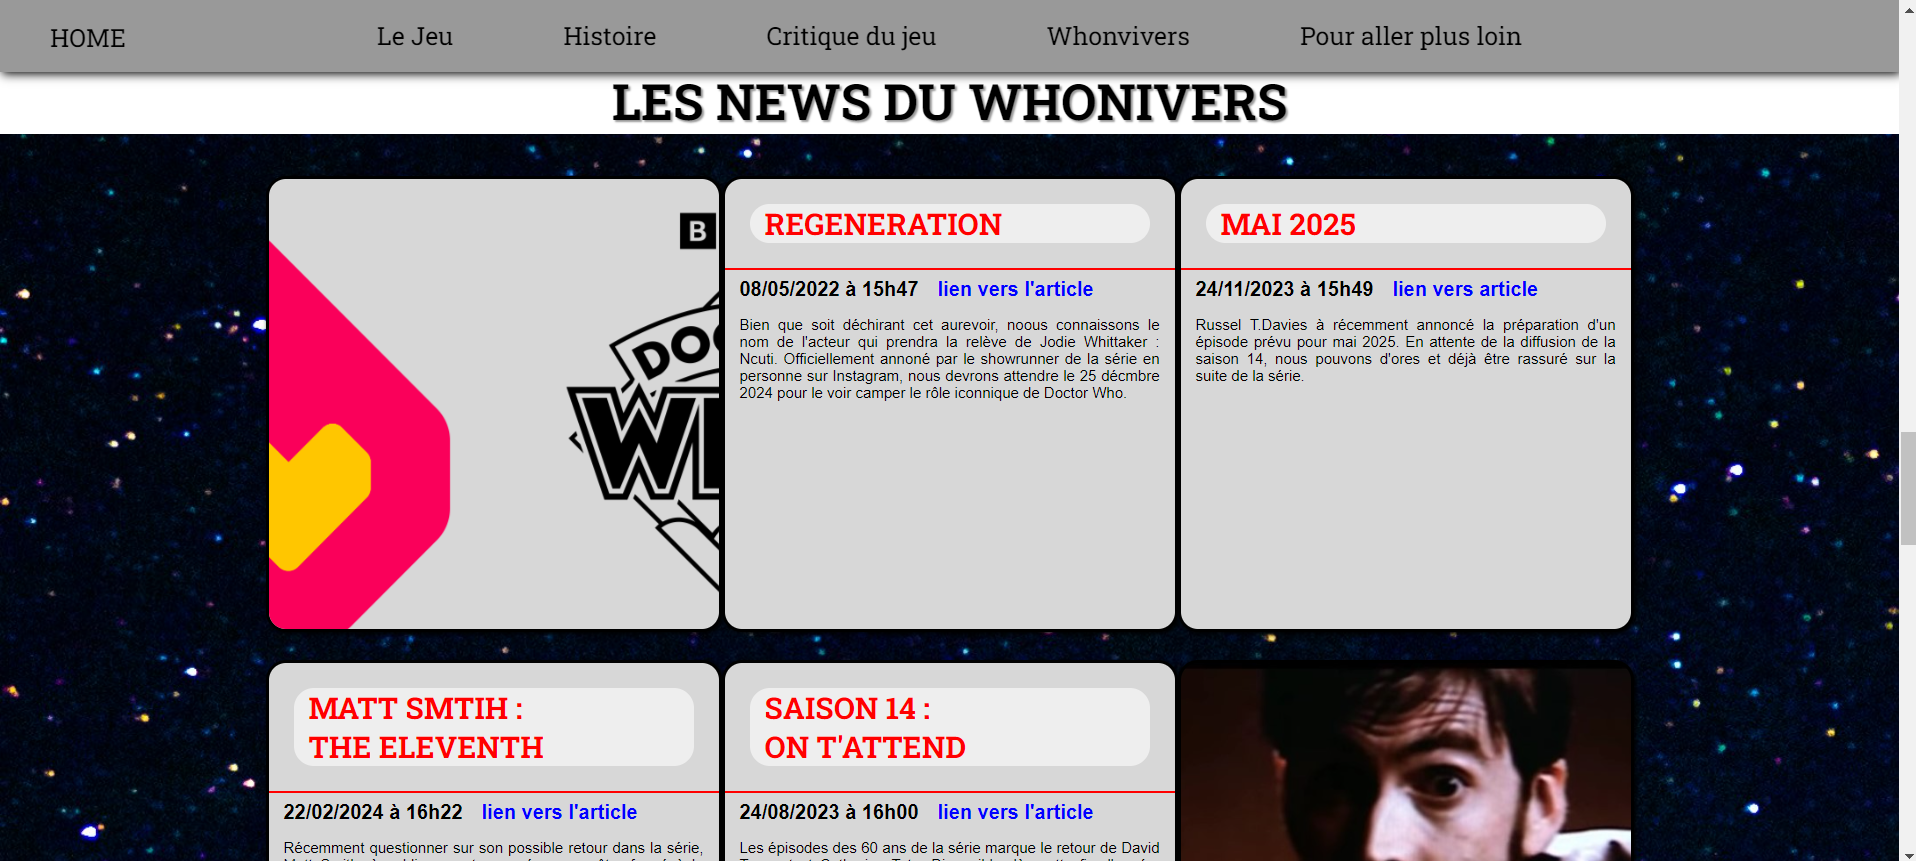 HOME
Le Jeu
Histoire
Critique du jeu
Whonvivers
Pour aller plus loin
LES NEWS DU WHONIVERS
B
DOC
W
REGENERATION
08/05/2022 à 15h47 lien vers l'article
Bien que soit déchirant cet aurevoir, noous connaissons le
nom de l'acteur qui prendra la relève de Jodie Whittaker :
Ncuti. Officiellement annoné par le showrunner de la série en
personne sur Instagram, nous devrons attendre le 25 décmbre
2024 pour le voir camper le rôle iconnique de Doctor Who.
MAI 2025
24/11/2023 à 15h49 lien vers article
Russel T.Davies à récemment annoncé la préparation d'un
épisode prévu pour mai 2025. En attente de la diffusion de la
saison 14, nous pouvons d'ores et déjà être rassuré sur la
suite de la série.
MATT SMTIH :
THE ELEVENTH
22/02/2024 à 16h22 lien vers l'article
Récemment questionner sur son possible retour dans la série,
SAISON 14 :
ON T'ATTEND
24/08/2023 à 16h00 lien vers l'article
Les épisodes des 60 ans de la série marque le retour de David